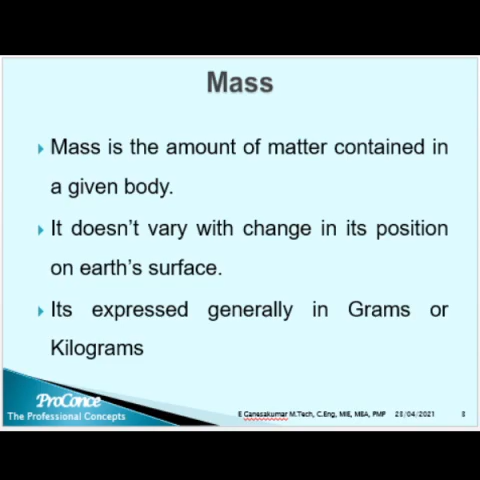 Mass
Mass is the amount of matter contained in
a given body.
It doesn't vary with change in its position
on earth's surface.
Its expressed generally in Grams or
Kilograms
ProConce
The Professional Concepts
E Ganesakumar M.Tech, C.Eng, MIE, MBA, PMP 23/04/2021 8